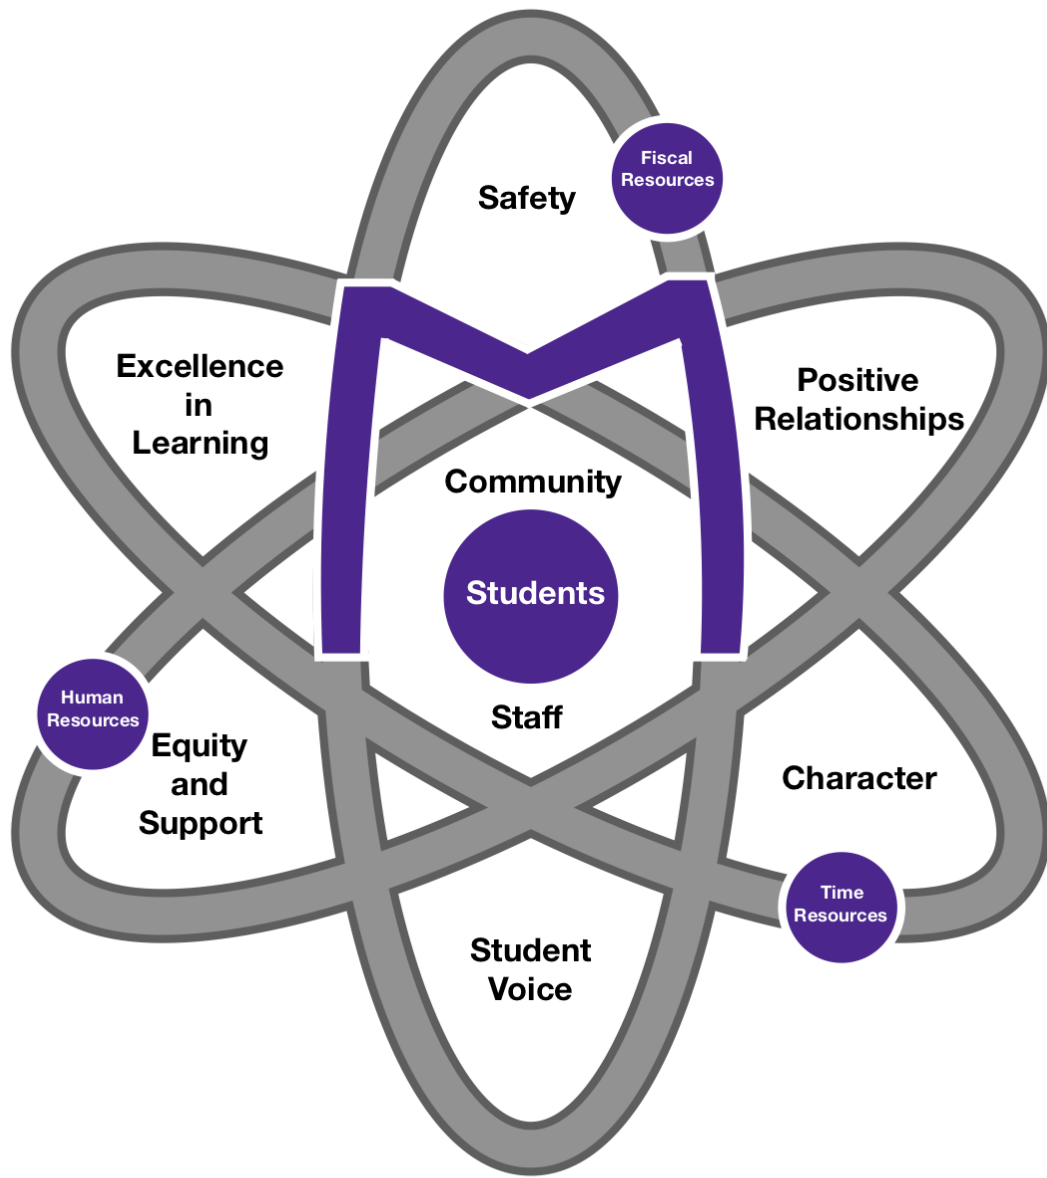 Fiscal
Resources
Safety
Excellence
in
Learning
Positive
Relationships
Community
Students
Staff
Human
Resources
Equity
and
Support
Character
Time
Resources
Student
Voice